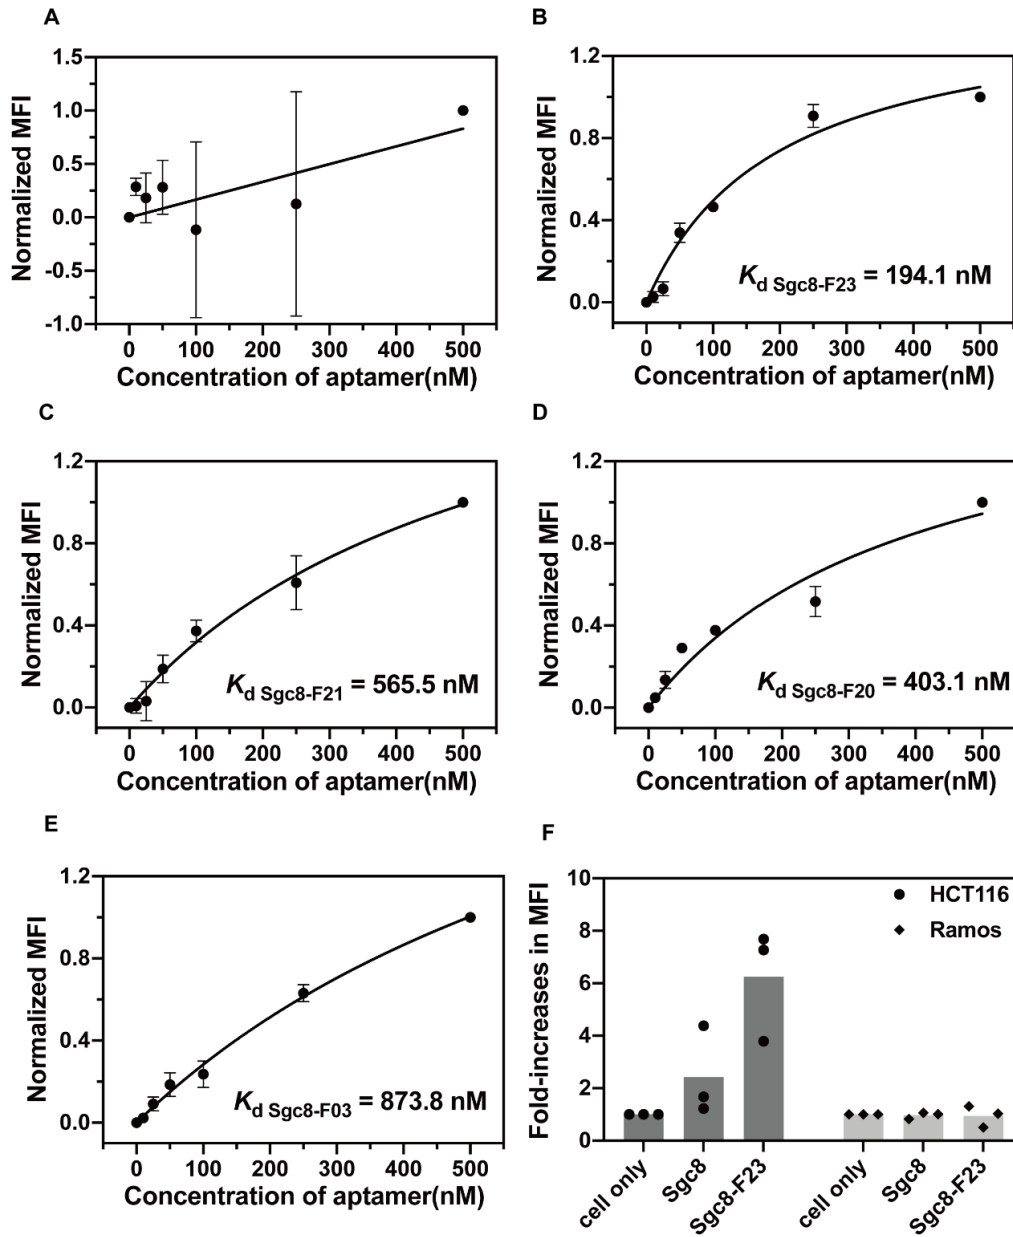 A
Normalized MFI
1.5
1.0
0.5
0.0
-0.5
-1.0
0 100 200 300 400 500
Concentration of aptamer(nM)
B
Normalized MFI
1.2
0.8
0.4
0.0
Kd Sgc8-F23 = 194.1 nM
0 100 200 300 400 500
Concentration of aptamer(nM)
C
Normalized MFI
1.2
0.8
0.4
0.0
Kd Sgc8-F21 = 565.5 nM
0 100 200 300 400 500
Concentration of aptamer(nM)
D
Normalized MFI
1.2
0.8
0.4
0.0
Kd Sgc8-F20 = 403.1 nM
0 100 200 300 400 500
Concentration of aptamer(nM)
E
Normalized MFI
1.2
0.8
0.4
0.0
Kd Sgc8-F03 = 873.8 nM
0 100 200 300 400 500
Concentration of aptamer(nM)
F
Fold-increases in MFI
10
8
6
4
2
0
HCT116
Ramos
cell only
Sgc8
Sgc8-F23
cell only
Sgc8
Sgc8-F23